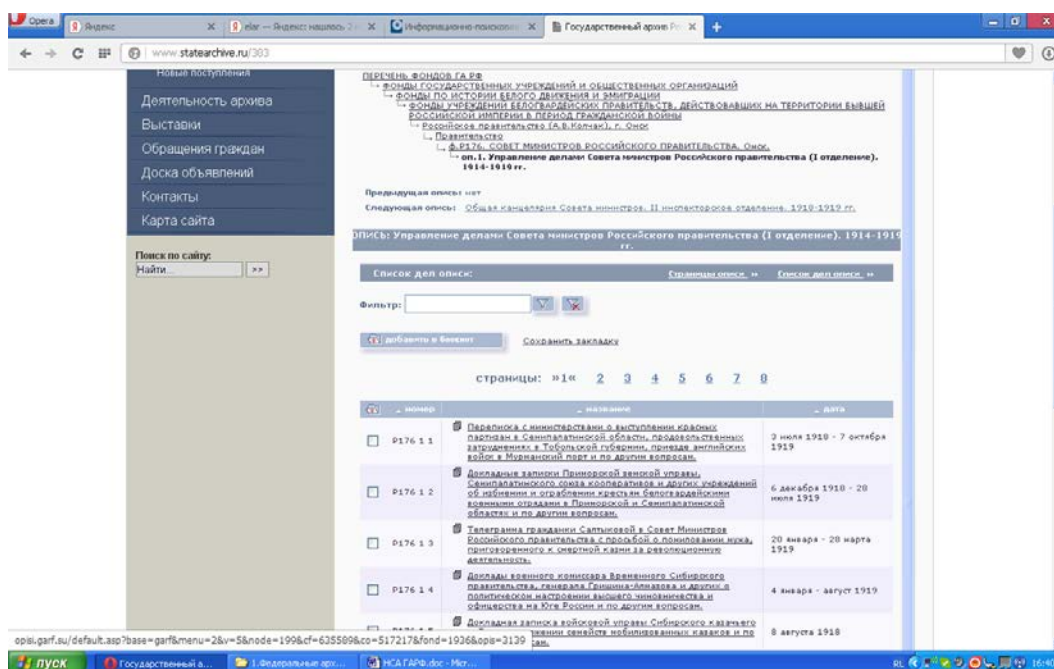 Opera
Яндекс
elar — Яндекс: нашлось
Информационно-поисковая
Государственный архив Рос
www.statearchive.ru/383
Новые поступления
Деятельность архива
Выставки
Обращения граждан
Доска объявлений
Контакты
Карта сайта
Поиск по сайту:
Найти... >>
ПЕРЕЧЕНЬ ФОНДОВ ГА РФ
ФОНДЫ ГОСУДАРСТВЕННЫХ УЧРЕЖДЕНИЙ И ОБЩЕСТВЕННЫХ ОРГАНИЗАЦИЙ
ФОНДЫ ПО ИСТОРИИ БЕЛОГО ДВИЖЕНИЯ И ЭМИГРАЦИИ
ФОНДЫ УЧРЕЖДЕНИЙ БЕЛОГВАРДЕЙСКИХ ПРАВИТЕЛЬСТВ, ДЕЙСТВОВАВШИХ НА ТЕРРИТОРИИ БЫВШЕЙ
РОССИЙСКОЙ ИМПЕРИИ В ПЕРИОД ГРАЖДАНСКОЙ ВОЙНЫ
Российское правительство (А.В.Колчак), г. Омск
Правительство
ф.Р176. СОВЕТ МИНИСТРОВ РОССИЙСКОГО ПРАВИТЕЛЬСТВА. Омск.
оп.1. Управление делами Совета министров Российского правительства (I отделение).
1914-1919 гг.
Предыдущая опись: нет
Следующая опись: Общая канцелярия Совета министров. II инспекторское отделение. 1918-1919 гг.
ОПИСЬ: Управление делами Совета министров Российского правительства (I отделение). 1914-1919
гг.
Список дел описи: Страницы описи »» Список дел описи »»
Фильтр:
добавить в блокнот Сохранить закладку
страницы: »1« 2 3 4 5 6 7 8
номер название дата
Р176 1 1 Переписка с министерствами о выступлении красных
партизан в Семипалатинской области, продовольственных
затруднениях в Тобольской губернии, приезде английских
войск в Мурманский порт и по другим вопросам.
3 июля 1918 - 7 октября
1919
Р176 1 2 Докладные записки Приморской земской управы,
Семипалатинского союза кооперативов и других учреждений
об избиении и ограблении крестьян белогвардейскими
военными отрядами в Приморской и Семипалатинской
областях и по другим вопросам.
6 декабря 1918 - 28
июля 1919
Р176 1 3 Телеграмма гражданки Салтыковой в Совет Министров
Российского правительства с просьбой о помиловании мужа,
приговоренного к смертной казни за революционную
деятельность.
20 января - 28 марта
1919
Р176 1 4 Доклады военного комиссара Временного Сибирского
правительства, генерала Гришина-Алмазова и других о
политическом настроении высшего чиновничества и
офицерства на Юге России и по другим вопросам.
4 января - август 1919
Докладная записка войсковой управы Сибирского казачьего
жении семейств мобилизованных казаков и по
8 августа 1918
opisi.garf.su/default.asp?base=garf&menu=2&v=5&node=199&cf=635589&co=517217&fond=1936&opis=3139
пуск
Государственный а...
1.Федеральные арх...
НСА ГАРФ.doc - Micr...
RL